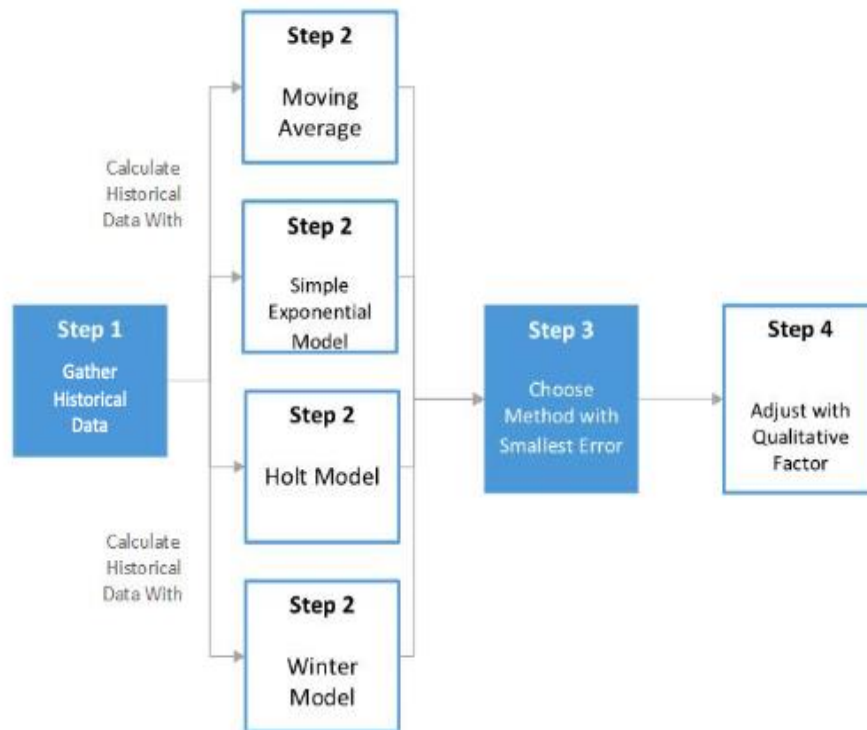 Step 2
Moving
Average
Calculate
Historical
Data With
Step 2
Simple
Exponential
Model
Step 1
Gather
Historical
Data
Step 3
Choose
Method with
Smallest Error
Step 4
Adjust with
Qualitative
Factor
Step 2
Holt Model
Calculate
Historical
Data With
Step 2
Winter
Model